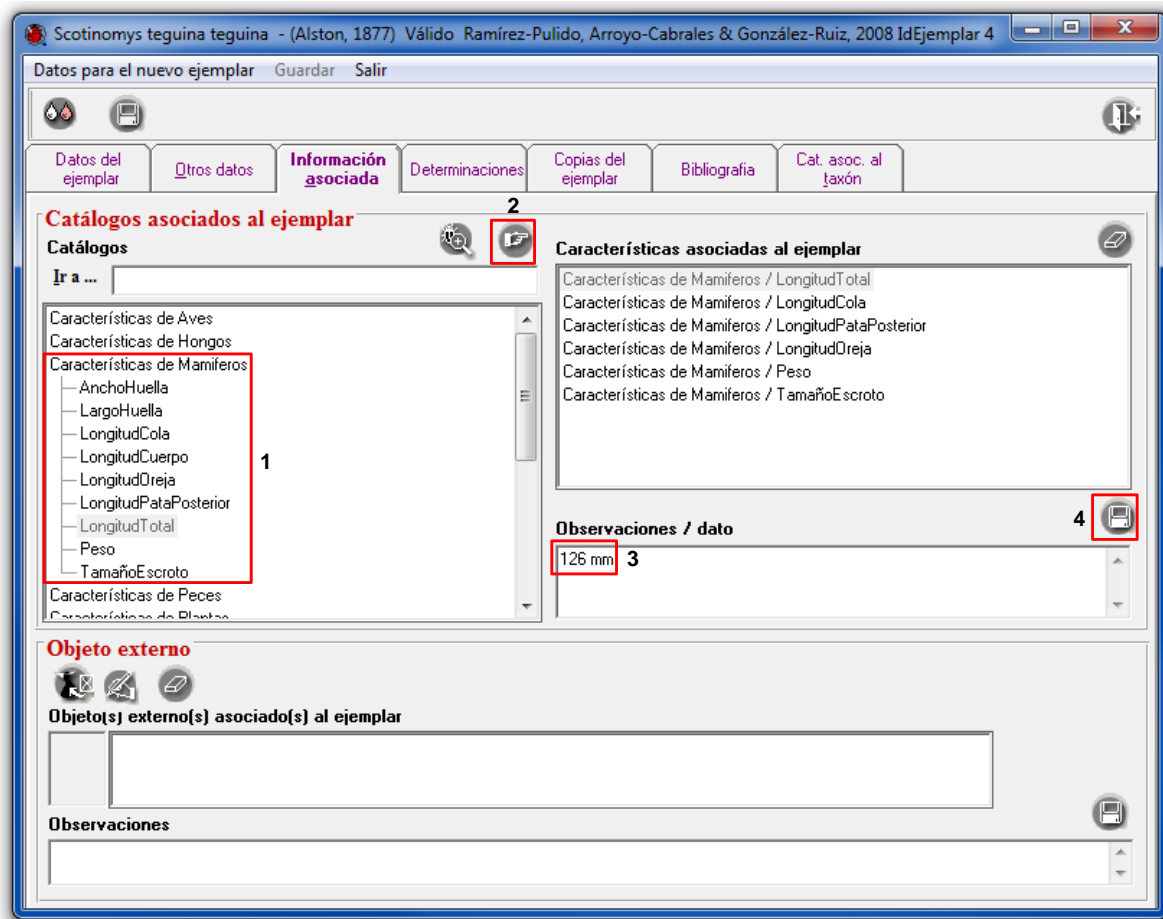 Scotinomys teguina teguina - (Alston, 1877) Válido Ramírez-Pulido, Arroyo-Cabrales & González-Ruiz, 2008 IdEjemplar 4
Datos para el nuevo ejemplar Guardar Salir
Datos del ejemplar
Otros datos
Información asociada
Determinaciones
Copias del ejemplar
Bibliografia
Cat. asoc. al taxón
Catálogos asociados al ejemplar
2
Catálogos
Ir a ...
Características de Aves
Características de Hongos
Características de Mamiferos
AnchoHuella
LargoHuella
LongitudCola
LongitudCuerpo
LongitudOreja
LongitudPataPosterior
LongitudTotal
Peso
TamañoEscroto
Características de Peces
Características de Plantas
1
Características asociadas al ejemplar
Características de Mamiferos / LongitudTotal
Características de Mamiferos / LongitudCola
Características de Mamiferos / LongitudPataPosterior
Características de Mamiferos / LongitudOreja
Características de Mamiferos / Peso
Características de Mamiferos / TamañoEscroto
4
Observaciones / dato
126 mm
3
Objeto externo
Objeto(s) externo(s) asociado(s) al ejemplar
Observaciones